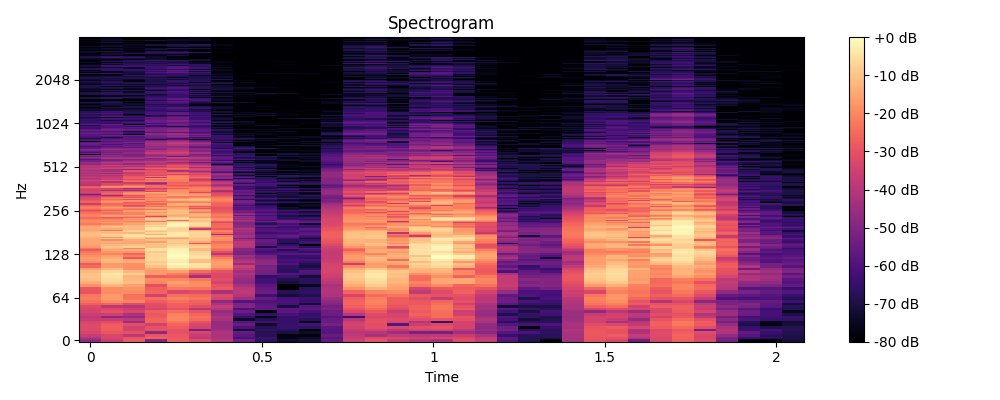 Spectrogram
Hz
2048
1024
512
256
128
64
0
0 0.5 1 1.5 2
Time
+0 dB
-10 dB
-20 dB
-30 dB
-40 dB
-50 dB
-60 dB
-70 dB
-80 dB